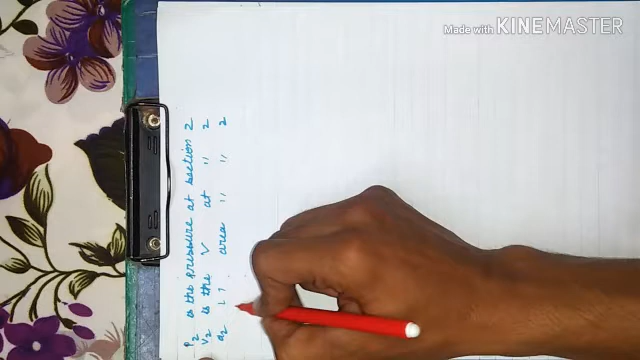 Made with KINEMASTER
P2 is the pressure at section 2
V2 is the V at " 2
a2 area " " 2